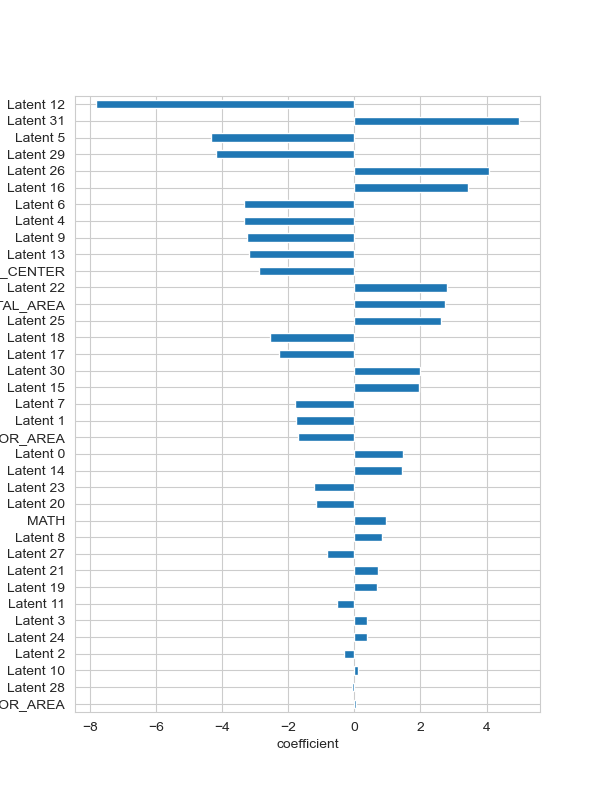 Latent 12
Latent 31
Latent 5
Latent 29
Latent 26
Latent 16
Latent 6
Latent 4
Latent 9
Latent 13
_CENTER
Latent 22
TAL_AREA
Latent 25
Latent 18
Latent 17
Latent 30
Latent 15
Latent 7
Latent 1
OR_AREA
Latent 0
Latent 14
Latent 23
Latent 20
MATH
Latent 8
Latent 27
Latent 21
Latent 19
Latent 11
Latent 3
Latent 24
Latent 2
Latent 10
Latent 28
OR_AREA
−8 −6 −4 −2 0 2 4
coefficient